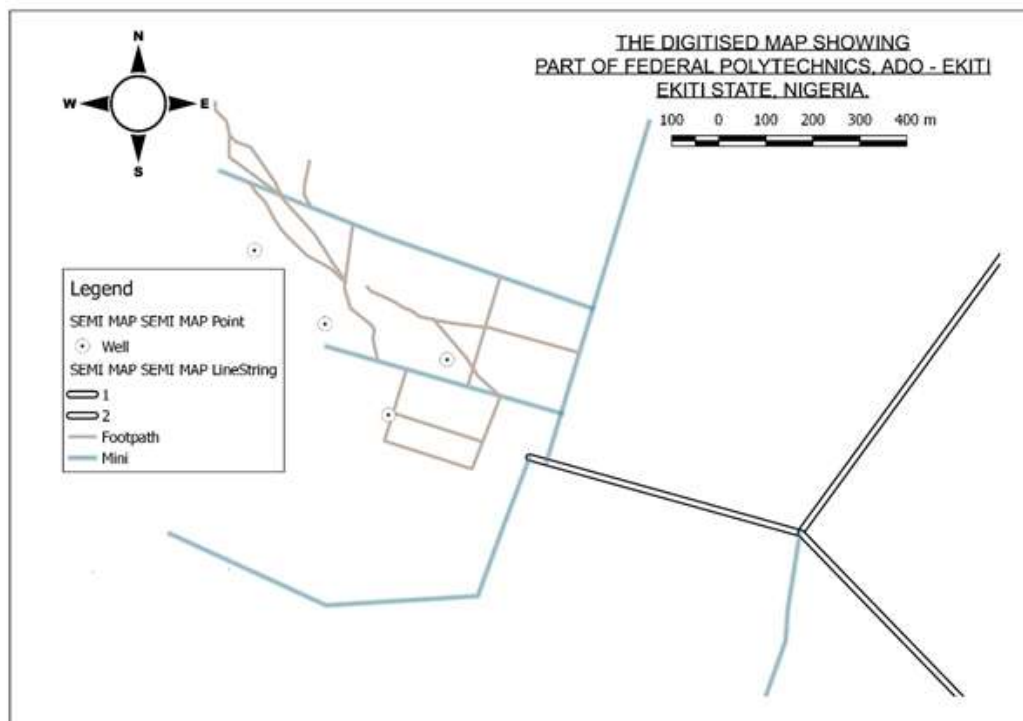 N
THE DIGITISED MAP SHOWING
PART OF FEDERAL POLYTECHNICS, ADO - EKITI
EKITI STATE, NIGERIA.
W E
100 0 100 200 300 400 m
S
Legend
SEMI MAP SEMI MAP Point
Well
SEMI MAP SEMI MAP LineString
1
2
Footpath
Mini